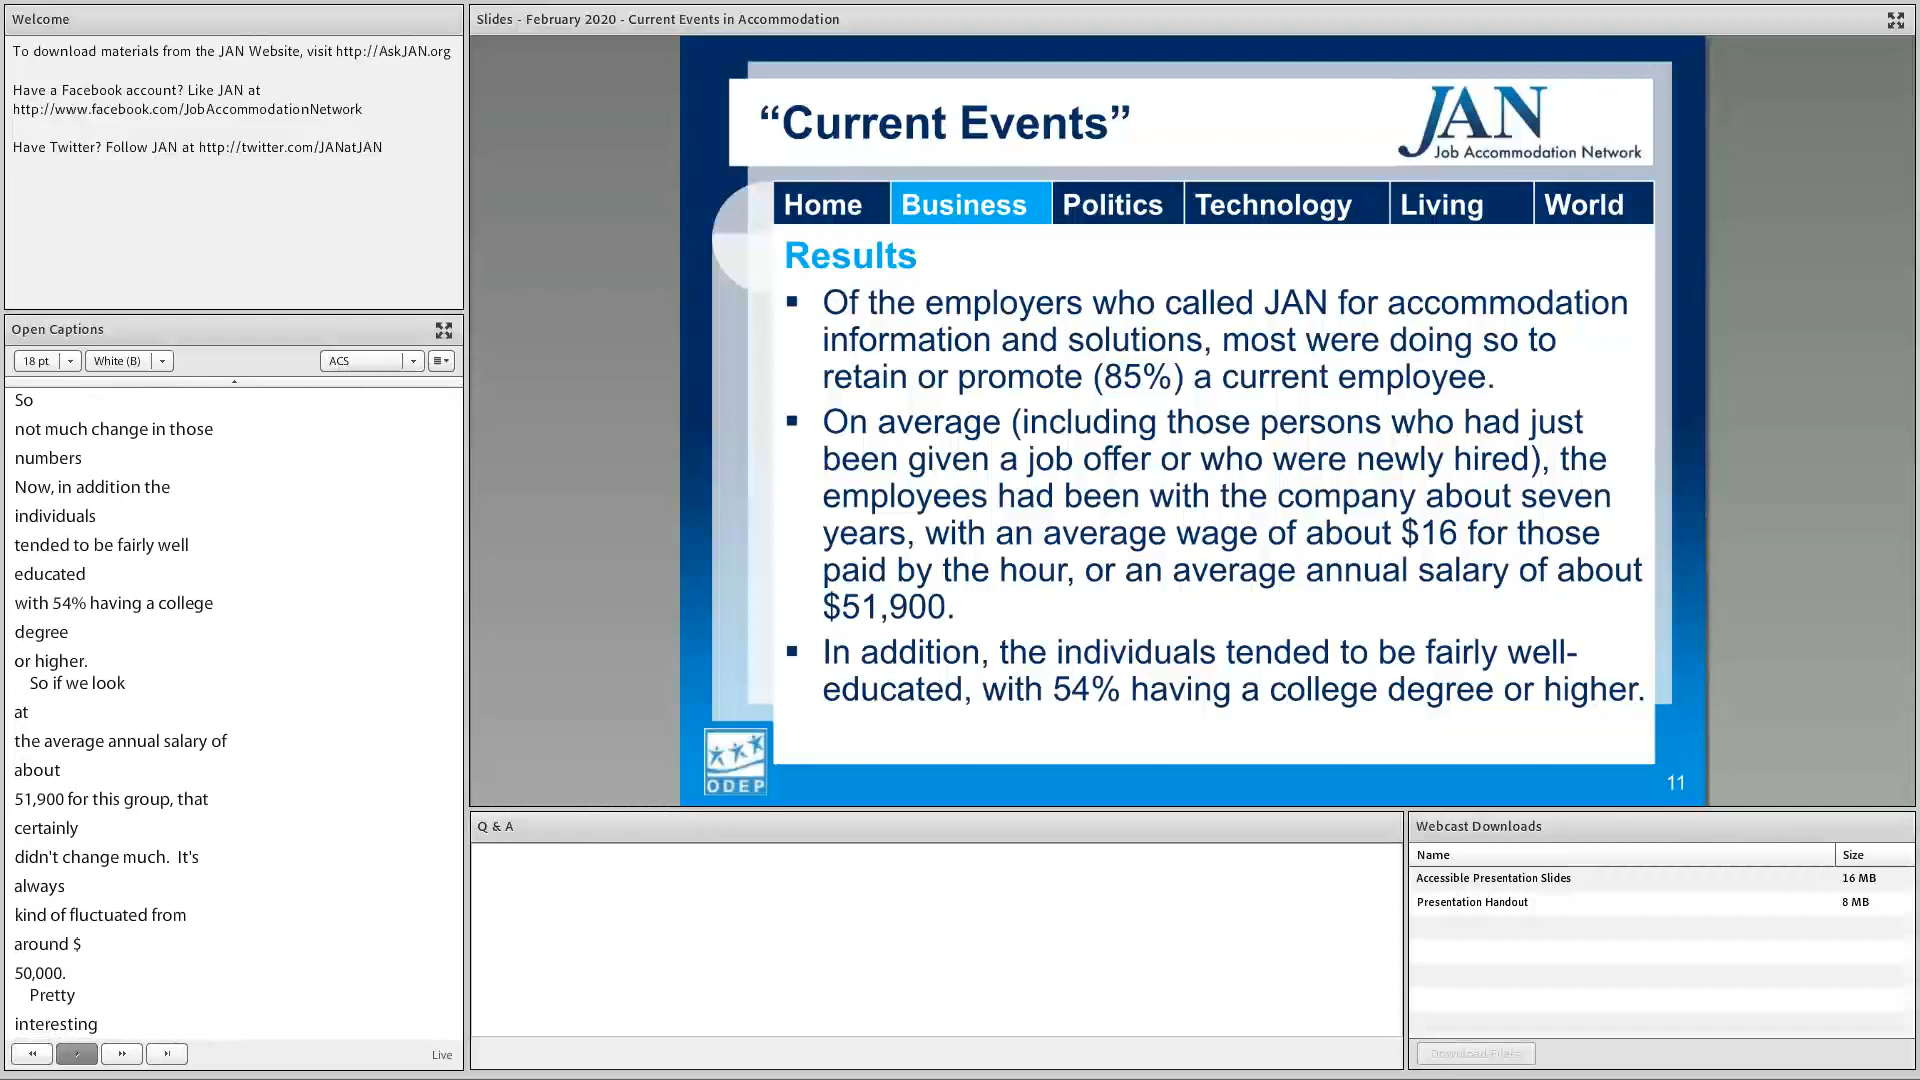 Welcome
To download materials from the JAN Website, visit http://AskJAN.org
Have a Facebook account? Like JAN at
http://www.facebook.com/JobAccommodationNetwork
Have Twitter? Follow JAN at http://twitter.com/JANatJAN
Open Captions
18 pt
White (B)
ACS
So
not much change in those
numbers
Now, in addition the
individuals
tended to be fairly well
educated
with 54% having a college
degree
or higher.
So if we look
at
the average annual salary of
about
51,900 for this group, that
certainly
didn't change much.  It's
always
kind of fluctuated from
around $
50,000.
Pretty
interesting
Live
Slides - February 2020 - Current Events in Accommodation
“Current Events”
JAN
Job Accommodation Network
Home Business Politics Technology Living World
Results
▪ Of the employers who called JAN for accommodation
information and solutions, most were doing so to
retain or promote (85%) a current employee.
▪ On average (including those persons who had just
been given a job offer or who were newly hired), the
employees had been with the company about seven
years, with an average wage of about $16 for those
paid by the hour, or an average annual salary of about
$51,900.
▪ In addition, the individuals tended to be fairly well-
educated, with 54% having a college degree or higher.
ODEP
11
Q & A
Webcast Downloads
Name Size
Accessible Presentation Slides 16 MB
Presentation Handout 8 MB
Download File(s)